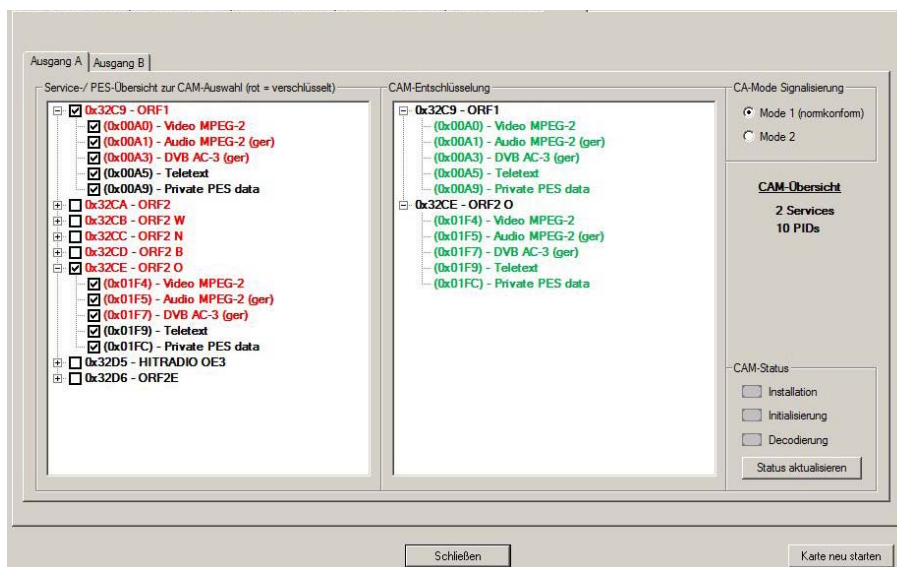 Ausgang A
Ausgang B
Service-/ PES-Übersicht zur CAM-Auswahl (rot = verschlüsselt)
0x32C9 - ORF1
(0x00A0) - Video MPEG-2
(0x00A1) - Audio MPEG-2 (ger)
(0x00A3) - DVB AC-3 (ger)
(0x00A5) - Teletext
(0x00A9) - Private PES data
0x32CA - ORF2
0x32CB - ORF2 W
0x32CC - ORF2 N
0x32CD - ORF2 B
0x32CE - ORF2 O
(0x01F4) - Video MPEG-2
(0x01F5) - Audio MPEG-2 (ger)
(0x01F7) - DVB AC-3 (ger)
(0x01F9) - Teletext
(0x01FC) - Private PES data
0x32D5 - HITRADIO OE3
0x32D6 - ORF2E
CAM-Entschlüsselung
0x32C9 - ORF1
(0x00A0) - Video MPEG-2
(0x00A1) - Audio MPEG-2 (ger)
(0x00A3) - DVB AC-3 (ger)
(0x00A5) - Teletext
(0x00A9) - Private PES data
0x32CE - ORF2 O
(0x01F4) - Video MPEG-2
(0x01F5) - Audio MPEG-2 (ger)
(0x01F7) - DVB AC-3 (ger)
(0x01F9) - Teletext
(0x01FC) - Private PES data
CA-Mode Signalisierung
Mode 1 (normkonform)
Mode 2
CAM-Übersicht
2 Services
10 PIDs
CAM-Status
Installation
Initialisierung
Decodierung
Status aktualisieren
Schließen
Karte neu starten